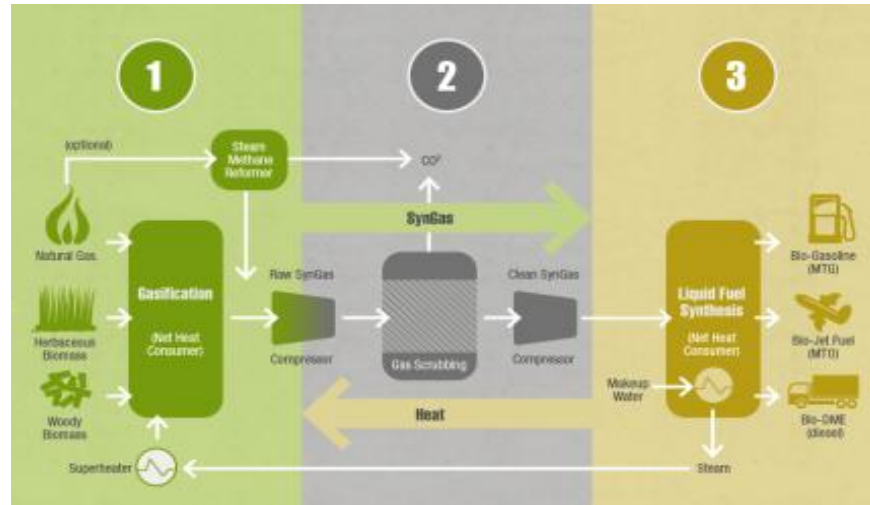 1
2
3
(optional)
Steam
Methane
Reformer
CO²
SynGas
Natural Gas
Gasification
(Net Heat
Consumer)
Herbaceous
Biomass
Woody
Biomass
Superheater
Raw SynGas
Compressor
Gas Scrubbing
Clean SynGas
Compressor
Heat
Liquid Fuel
Synthesis
(Net Heat
Consumer)
Makeup
Water
Steam
Bio-Gasoline
(MTG)
Bio-Jet Fuel
(MTG)
Bio-DME
(diesel)